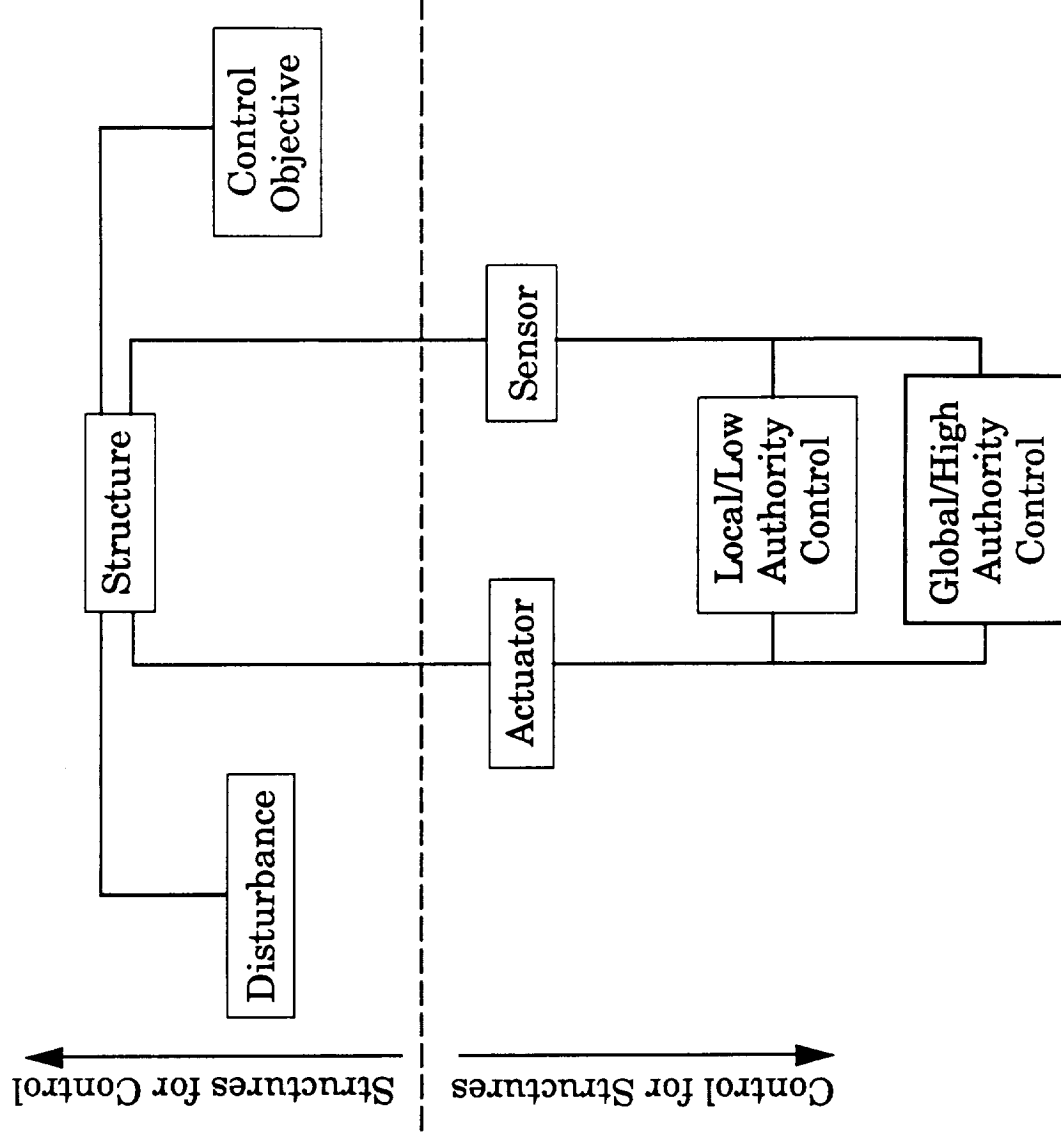 Structures for Control
Control for Structures
Disturbance
Structure
Control
Objective
Actuator
Sensor
Local/Low
Authority
Control
Global/High
Authority
Control